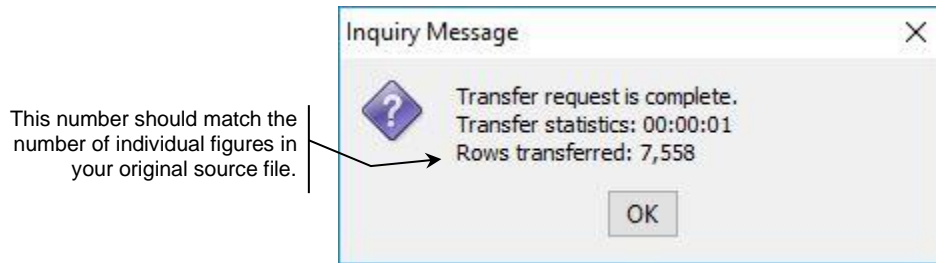 Inquiry Message
This number should match the
number of individual figures in
your original source file.
Transfer request is complete.
Transfer statistics: 00:00:01
Rows transferred: 7,558
OK